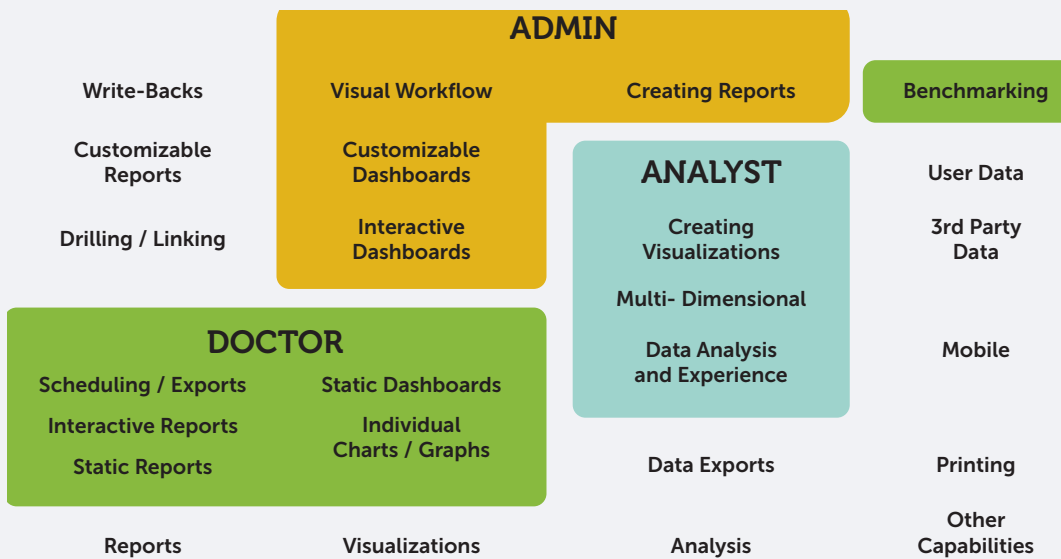 ADMIN
Write-Backs
Visual Workflow
Creating Reports
Benchmarking
Customizable
Reports
Customizable
Dashboards
ANALYST
User Data
Drilling / Linking
Interactive
Dashboards
Creating
Visualizations
3rd Party
Data
Multi- Dimensional
DOCTOR
Data Analysis
and Experience
Mobile
Scheduling / Exports
Static Dashboards
Interactive Reports
Individual
Charts / Graphs
Static Reports
Data Exports
Printing
Reports
Visualizations
Analysis
Other
Capabilities